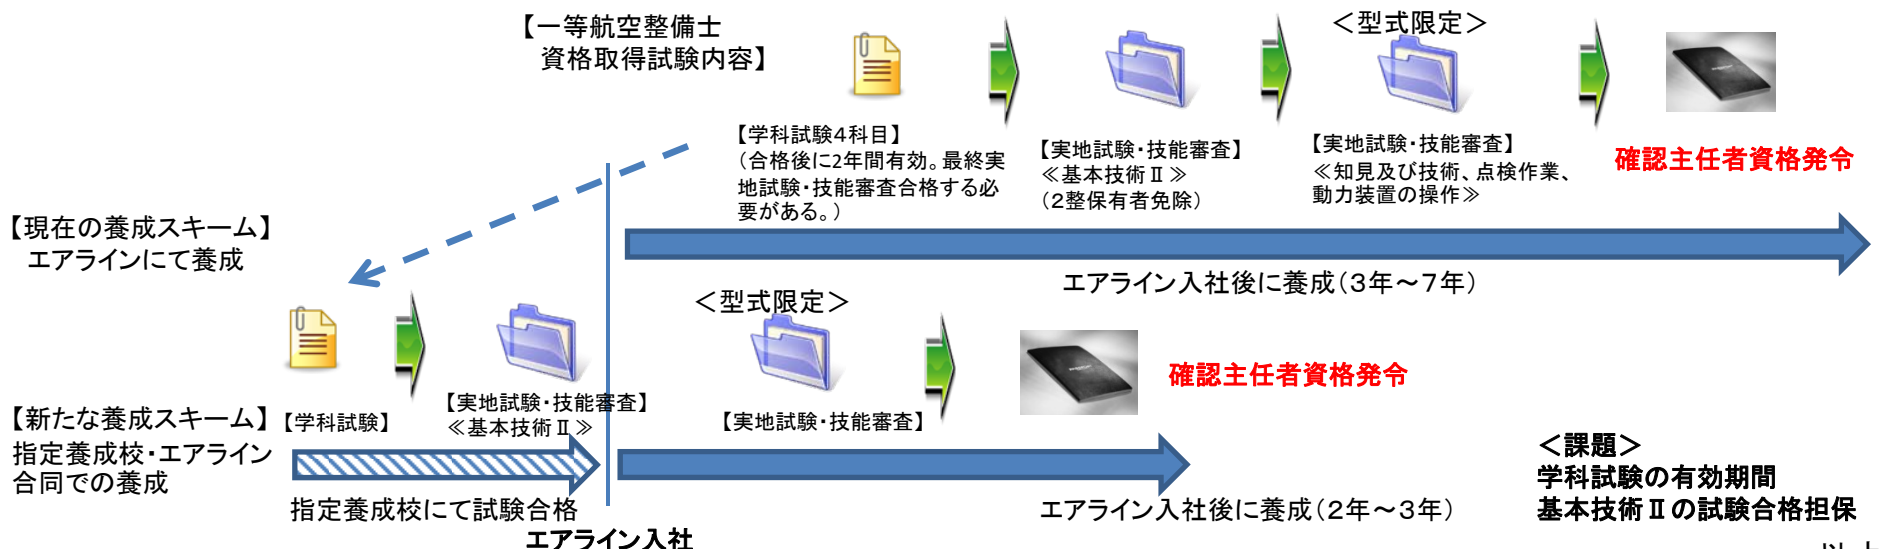 【一等航空整備士
資格取得試験内容】
＜型式限定＞
【学科試験４科目】
（合格後に2年間有効。最終実
地試験・技能審査合格する必
要がある。）
【実地試験・技能審査】
≪基本技術Ⅱ≫
（２整保有者免除）
【実地試験・技能審査】
≪知見及び技術、点検作業、
動力装置の操作≫
確認主任者資格発令
【現在の養成スキーム】
エアラインにて養成
エアライン入社後に養成（３年～７年）
＜型式限定＞
確認主任者資格発令
【新たな養成スキーム】
指定養成校・エアライン
合同での養成
【学科試験】
【実地試験・技能審査】
≪基本技術Ⅱ≫
【実地試験・技能審査】
指定養成校にて試験合格
エアライン入社
エアライン入社後に養成（２年～３年）
＜課題＞
学科試験の有効期間
基本技術Ⅱの試験合格担保
以上